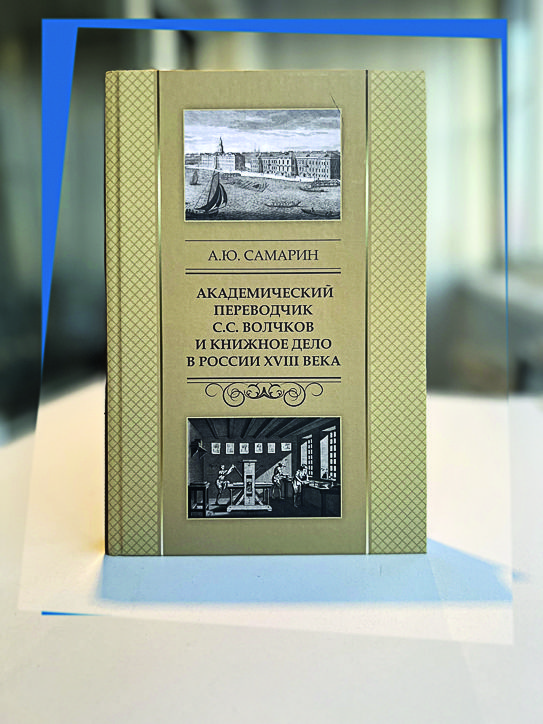 А.Ю. САМАРИН
АКАДЕМИЧЕСКИЙ
ПЕРЕВОДЧИК
С.С. ВОЛЧКОВ
И КНИЖНОЕ ДЕЛО
В РОССИИ XVIII ВЕКА